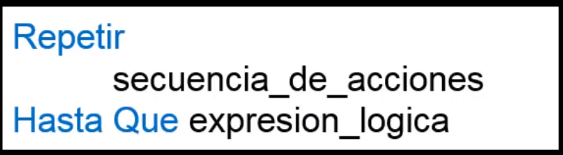 Repetir
secuencia_de_acciones
Hasta Que expresion_logica